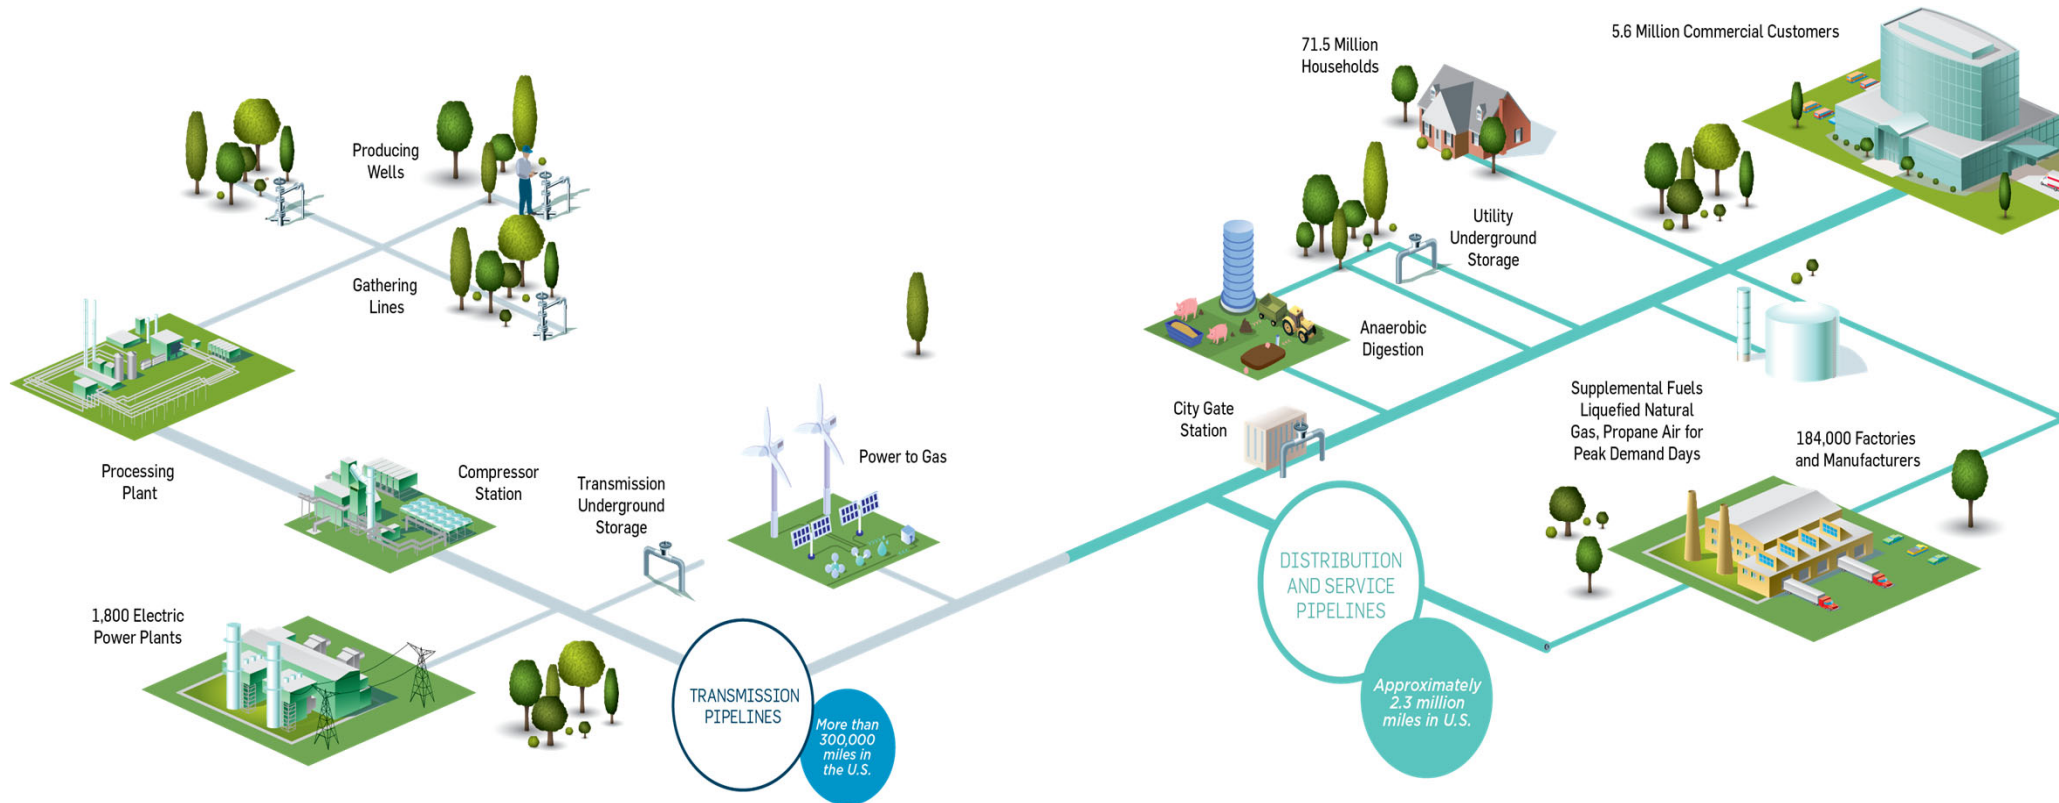 Producing
Wells
Gathering
Lines
Processing
Plant
Compressor
Station
Transmission
Underground
Storage
1,800 Electric
Power Plants
TRANSMISSION
PIPELINES
More than
300,000
miles in
the U.S.
Power to Gas
71.5 Million
Households
5.6 Million Commercial Customers
Utility
Underground
Storage
Anaerobic
Digestion
City Gate
Station
Supplemental Fuels
Liquefied Natural
Gas, Propane Air for
Peak Demand Days
184,000 Factories
and Manufacturers
DISTRIBUTION
AND SERVICE
PIPELINES
Approximately
2.3 million
miles in U.S.